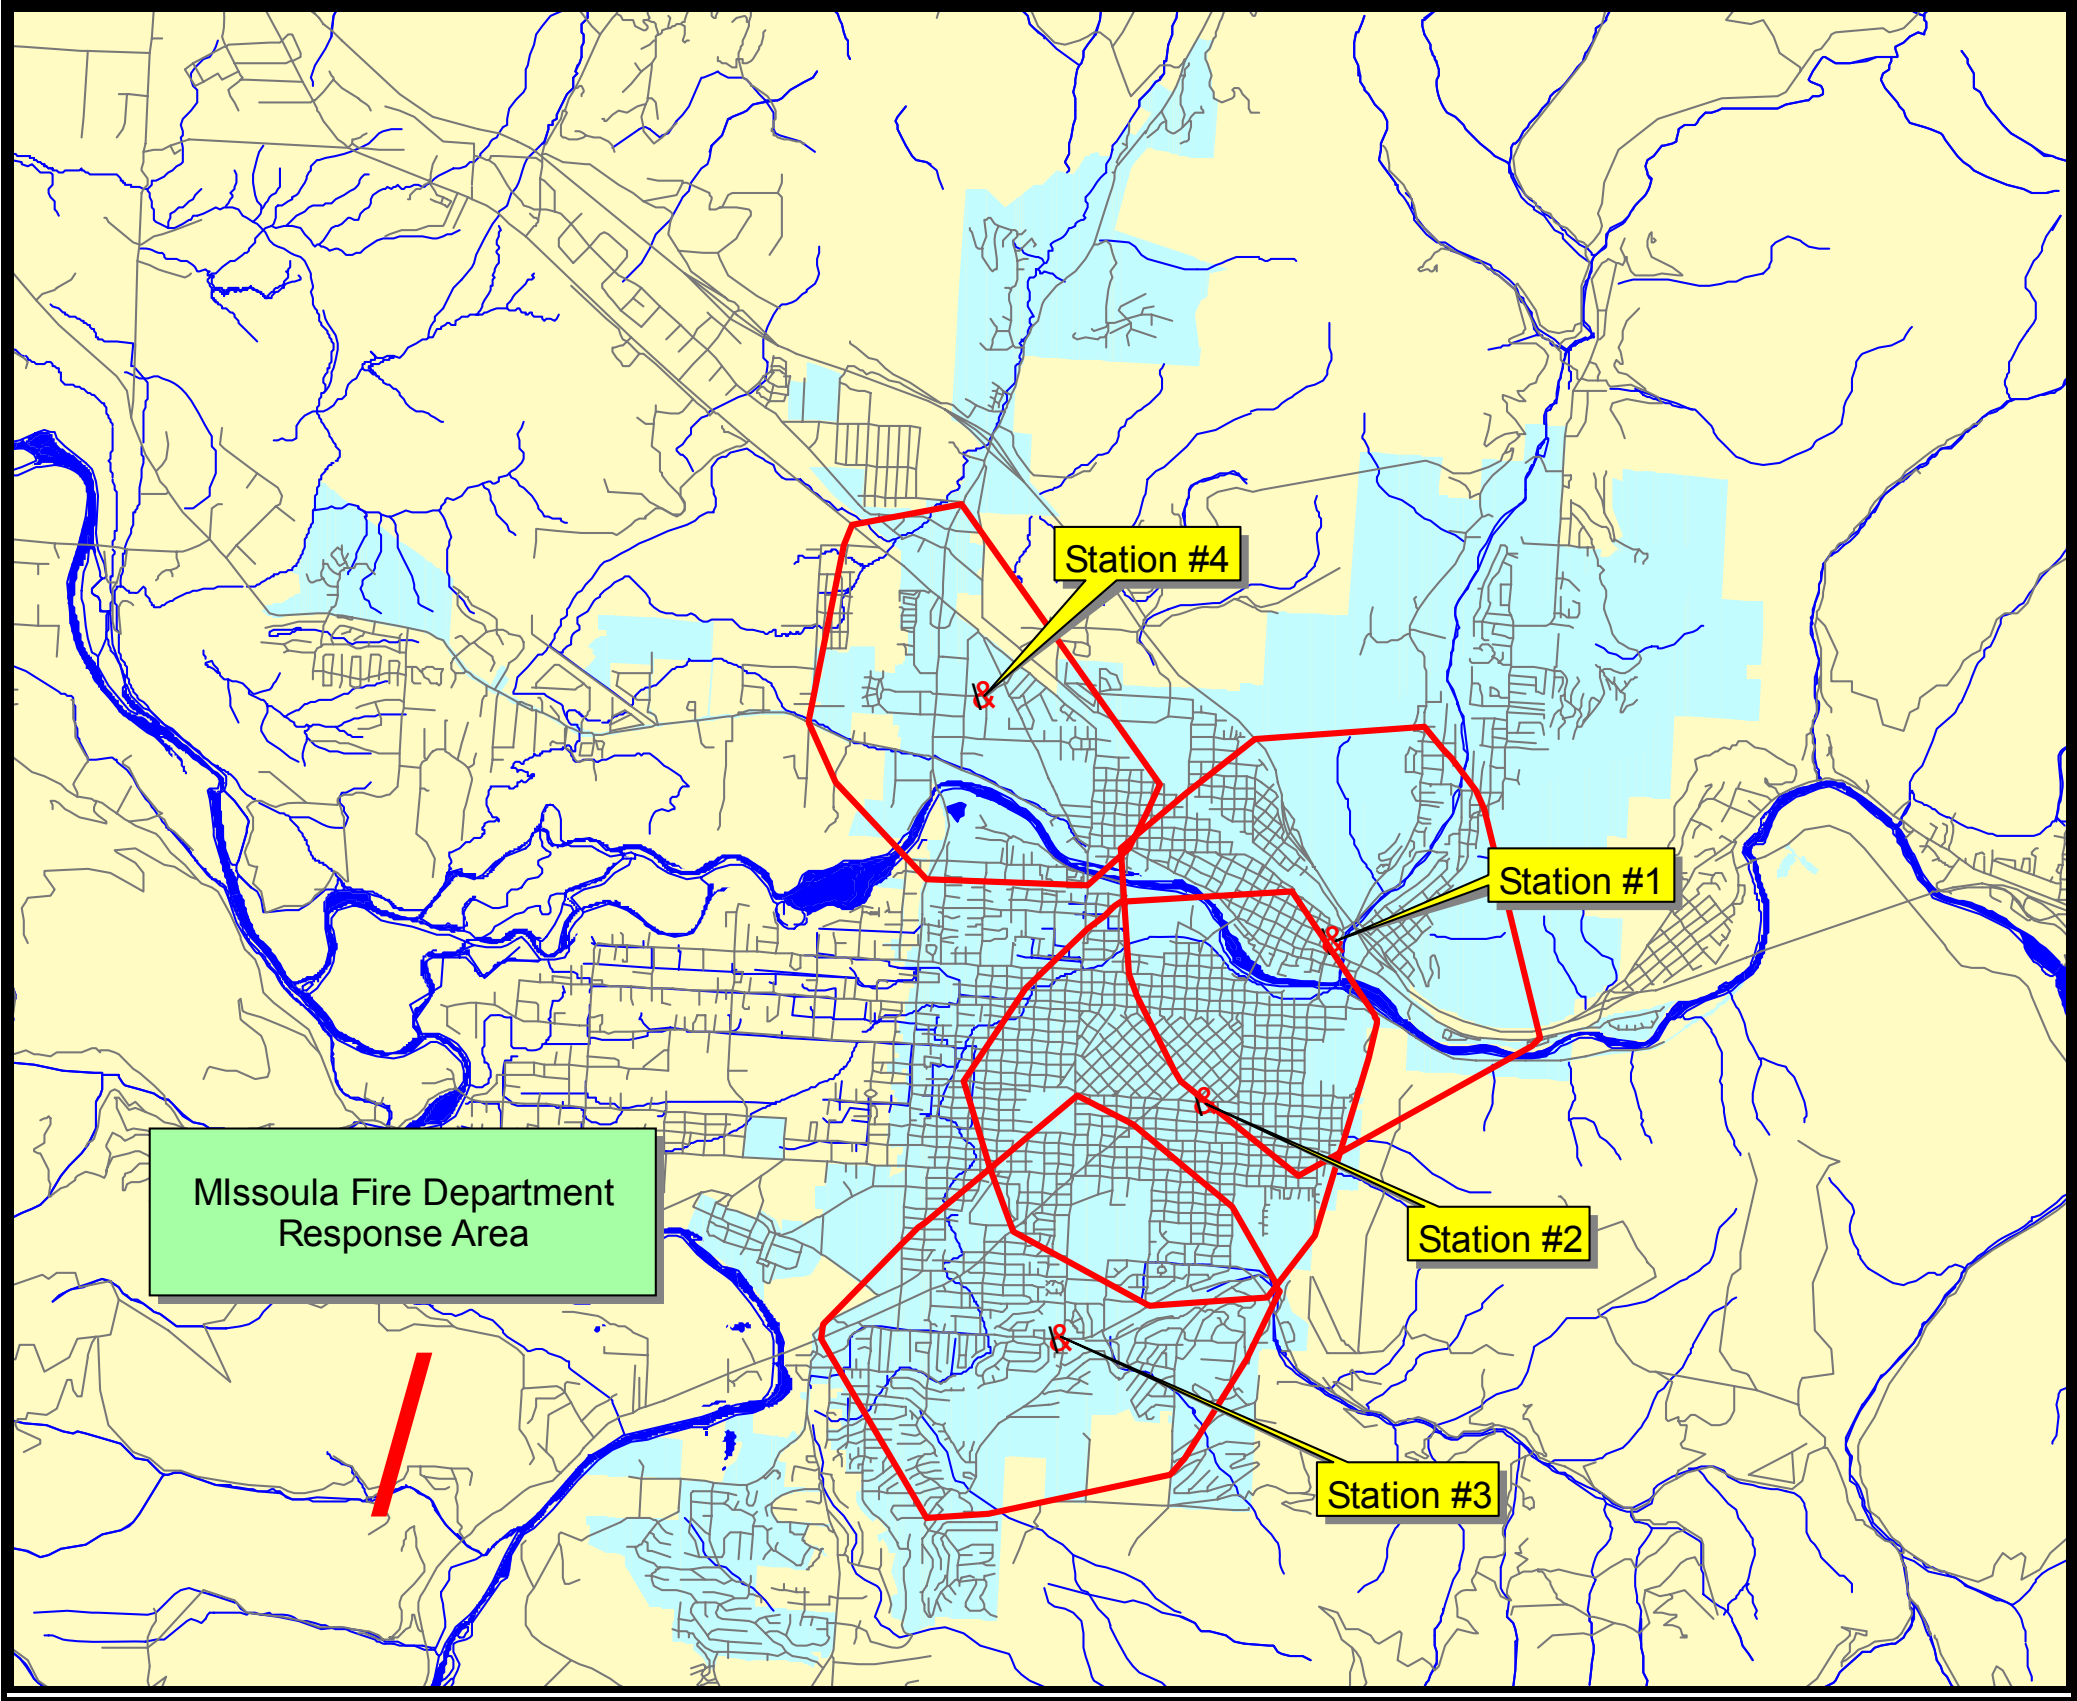 Station #4
&
Station #1
&
MIssoula Fire Department
Response Area
&
Station #2
&
Station #3